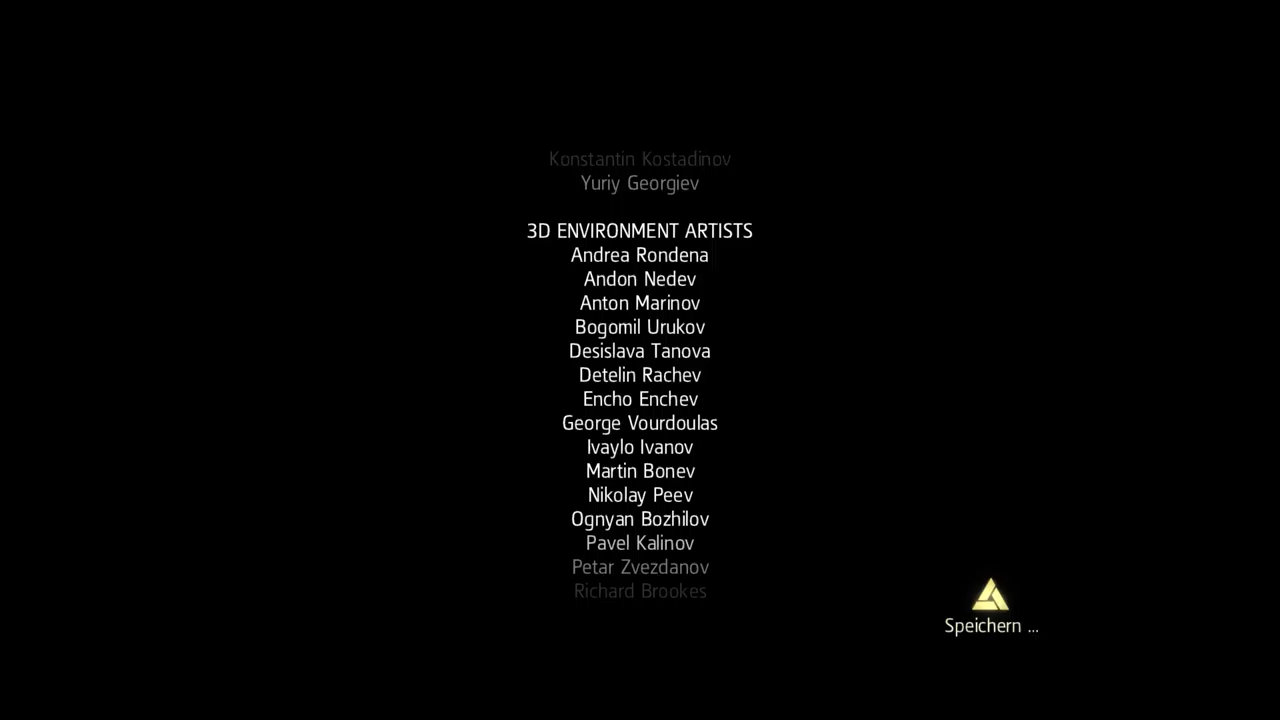 Konstantin Kostadinov
Yuriy Georgiev
3D ENVIRONMENT ARTISTS
Andrea Rondena
Andon Nedev
Anton Marinov
Bogomil Urukov
Desislava Tanova
Detelin Rachev
Encho Enchev
George Vourdoulas
Ivaylo Ivanov
Martin Bonev
Nikolay Peev
Ognyan Bozhilov
Pavel Kalinov
Petar Zvezdanov
Richard Brookes
Speichern ...